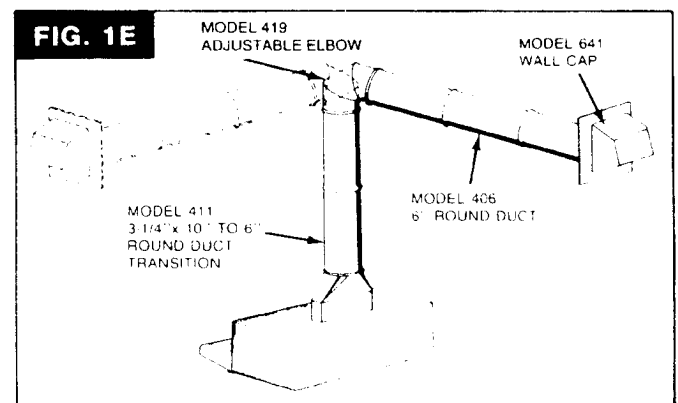 FIG. 1E
MODEL 419
ADJUSTABLE ELBOW
MODEL 641
WALL CAP
MODEL 406
6" ROUND DUCT
MODEL 411
3-1/4" x 10" TO 6"
ROUND DUCT
TRANSITION